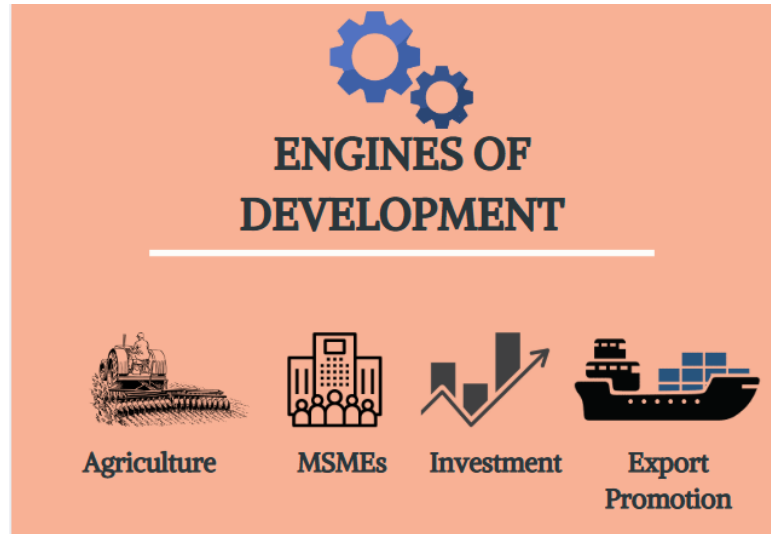 ENGINES OF
DEVELOPMENT
Agriculture
MSMEs
Investment
Export
Promotion